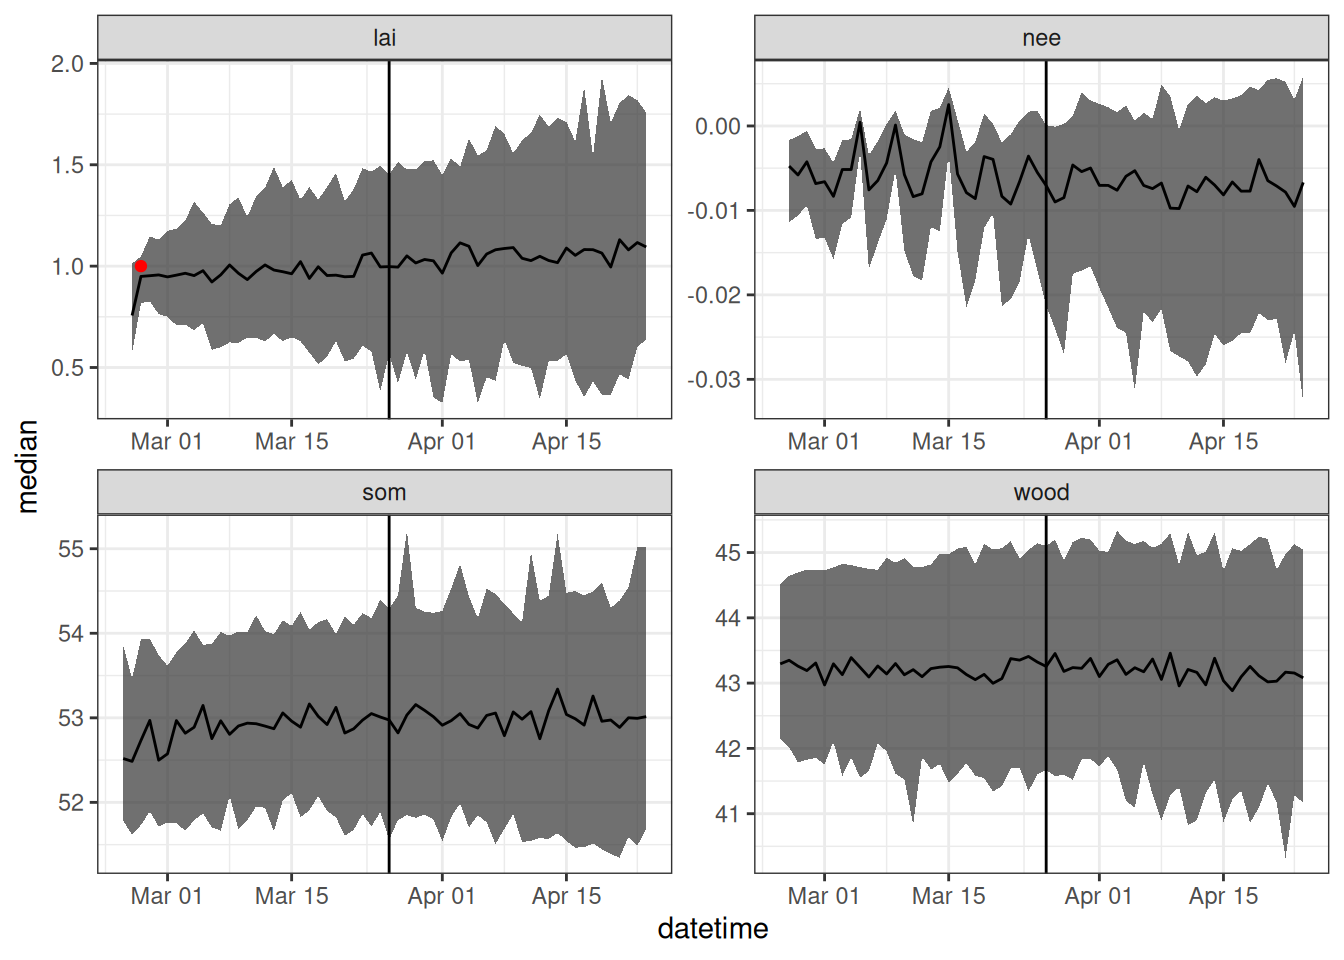 lai
nee
2.0
1.5
1.0
0.5
0.00
-0.01
-0.02
-0.03
Mar 01 Mar 15 Apr 01 Apr 15
Mar 01 Mar 15 Apr 01 Apr 15
median
som
wood
55
54
53
52
45
44
43
42
41
Mar 01 Mar 15 Apr 01 Apr 15
Mar 01 Mar 15 Apr 01 Apr 15
datetime